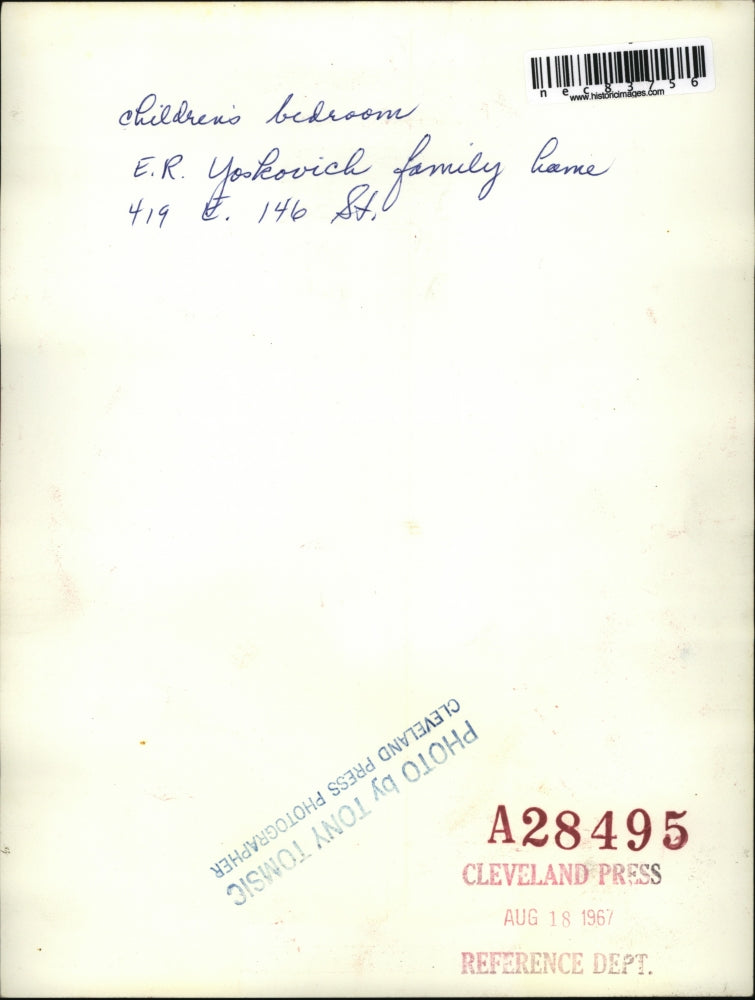 nec83756
www.historicimages.com
children's bedroom
E.R. Yoskovich family home
419 E. 146 St.
PHOTO by TONY TOMSIC
CLEVELAND PRESS PHOTOGRAPHER
A28495
CLEVELAND PRESS
AUG 18 1967
REFERENCE DEPT.